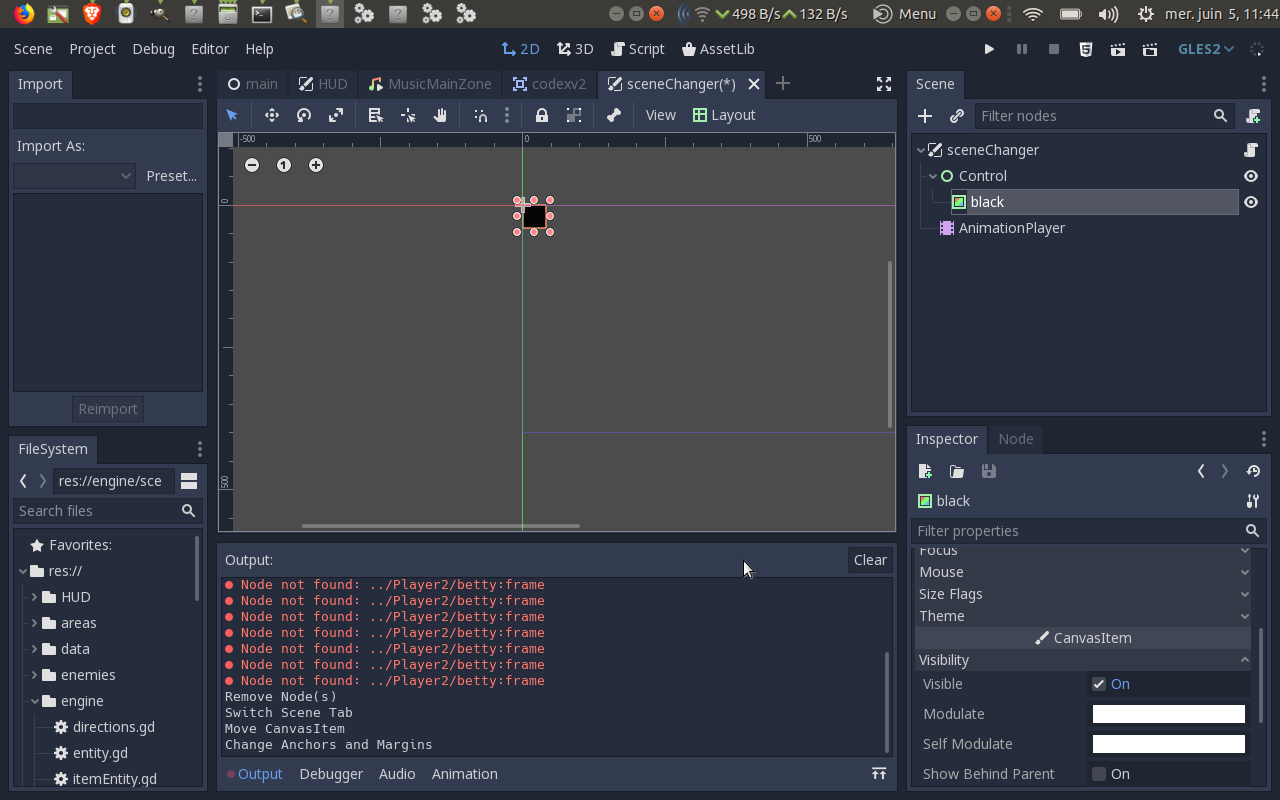 498 B/s 132 B/s Menu mer. juin 5, 11:44
Scene Project Debug Editor Help 2D 3D Script AssetLib GLES2
Import
main HUD MusicMainZone codexv2 sceneChanger(*)
Scene
View Layout
Filter nodes
Import As:
Preset...
-500 0 500
1
0
500
sceneChanger
Control
black
AnimationPlayer
Reimport
FileSystem
res://engine/sce
Search files
Favorites:
res://
HUD
areas
data
enemies
engine
directions.gd
entity.gd
itemEntity.gd
Output: Clear
Node not found: ../Player2/betty:frame
Node not found: ../Player2/betty:frame
Node not found: ../Player2/betty:frame
Node not found: ../Player2/betty:frame
Node not found: ../Player2/betty:frame
Node not found: ../Player2/betty:frame
Node not found: ../Player2/betty:frame
Remove Node(s)
Switch Scene Tab
Move CanvasItem
Change Anchors and Margins
Output Debugger Audio Animation
Inspector Node
black
Filter properties
Focus
Mouse
Size Flags
Theme
CanvasItem
Visibility
Visible On
Modulate
Self Modulate
Show Behind Parent On